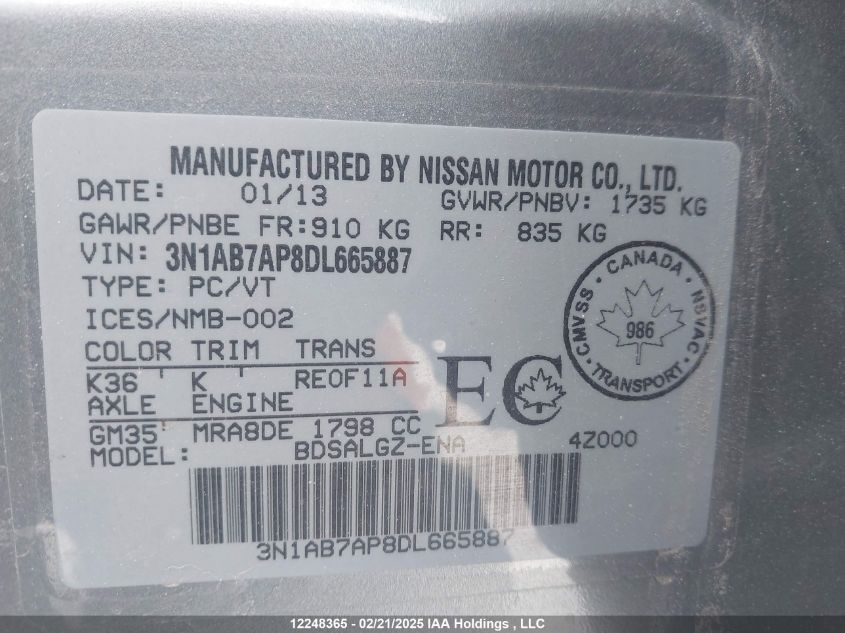 MANUFACTURED BY NISSAN MOTOR CO., LTD.
DATE: 01/13 GVWR/PNBV: 1735 KG
GAWR/PNBE FR:910 KG RR: 835 KG
VIN: 3N1AB7AP8DL665887
TYPE: PC/VT
ICES/NMB-002
COLOR TRIM TRANS
K36 ' K ' RE0F11A
AXLE ENGINE
GM35' MRA8DE 1798 CC
MODEL: BDSALGZ-ENA 4Z000
EC
CANADA
CMVSS NSVAC
986
TRANSPORT
3N1AB7AP8DL665887
12248365 - 02/21/2025 IAA Holdings , LLC